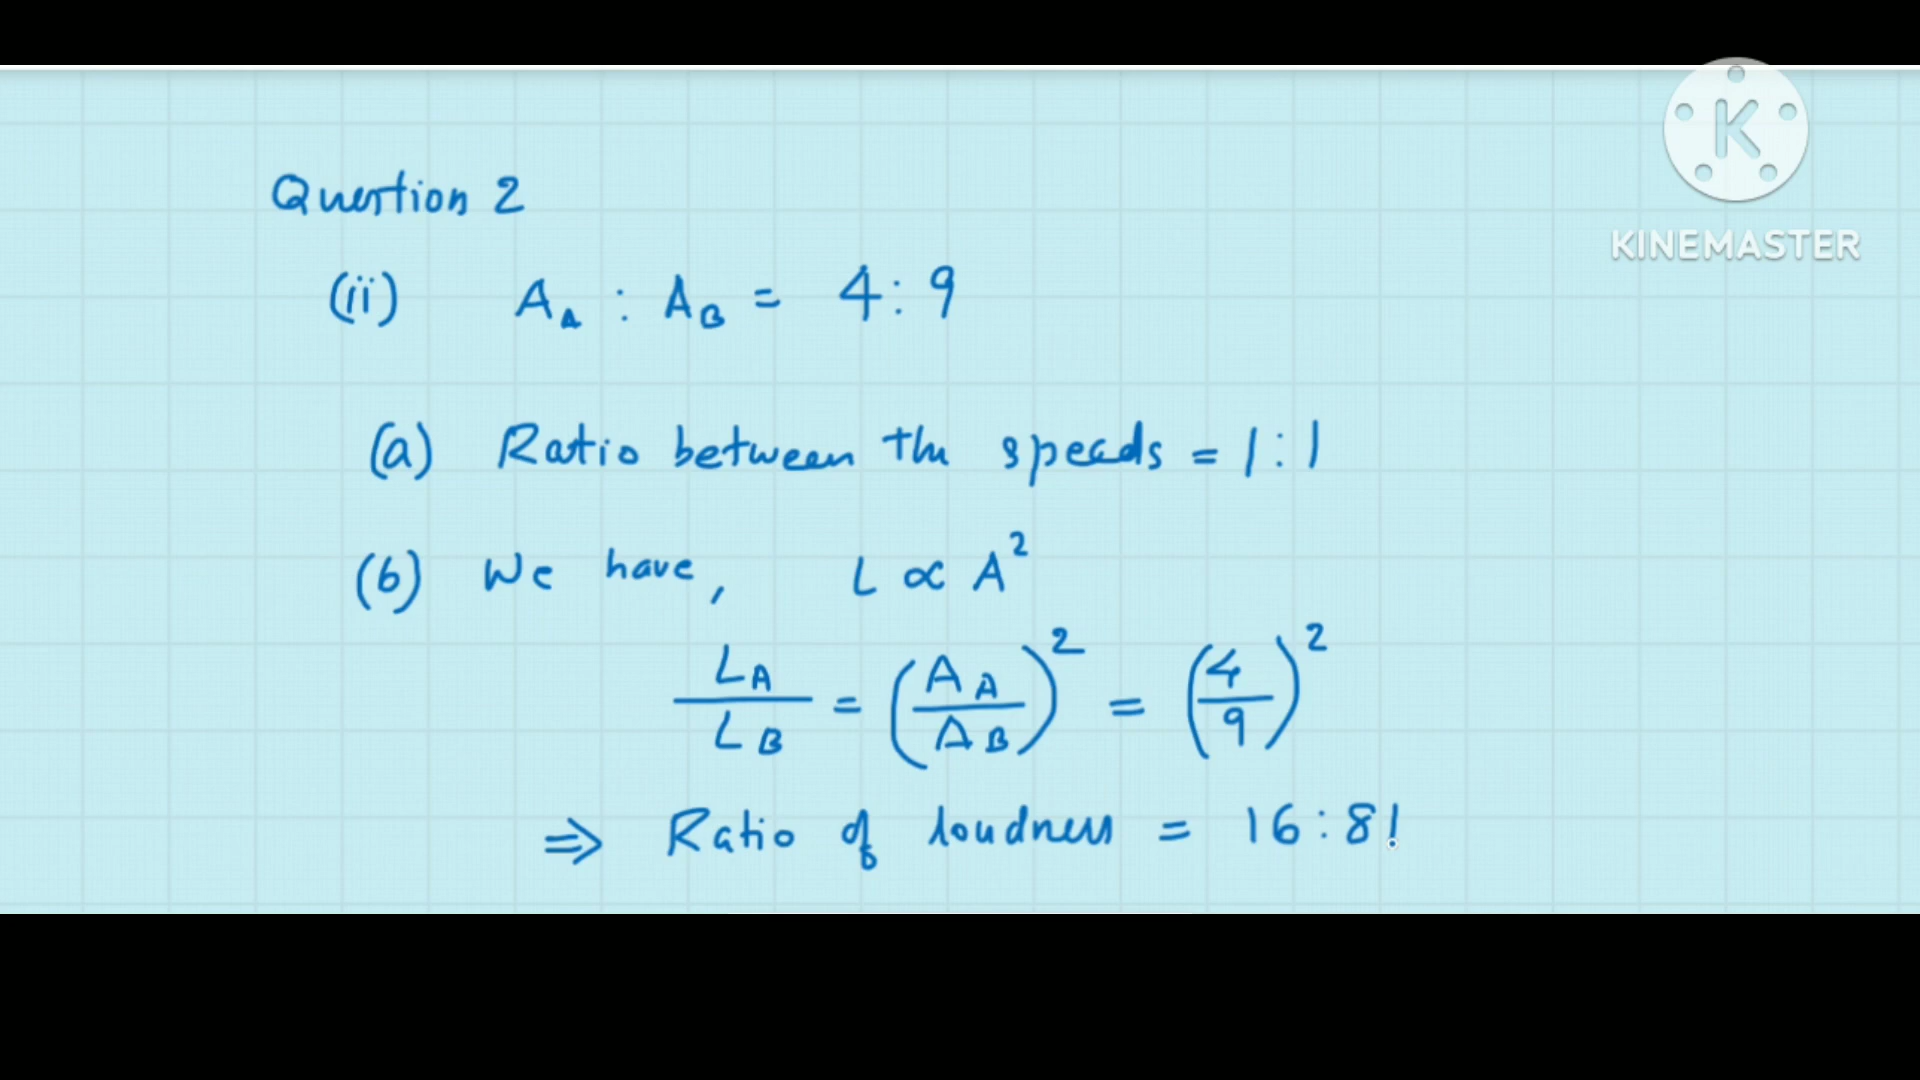 Question 2
(ii) A_A : A_B = 4 : 9
(a) Ratio between the speeds = 1 : 1
(b) We have, L ∝ A²
L_A / L_B = (A_A / A_B)² = (4 / 9)²
⇒ Ratio of loudness = 16 : 81
K
KINEMASTER